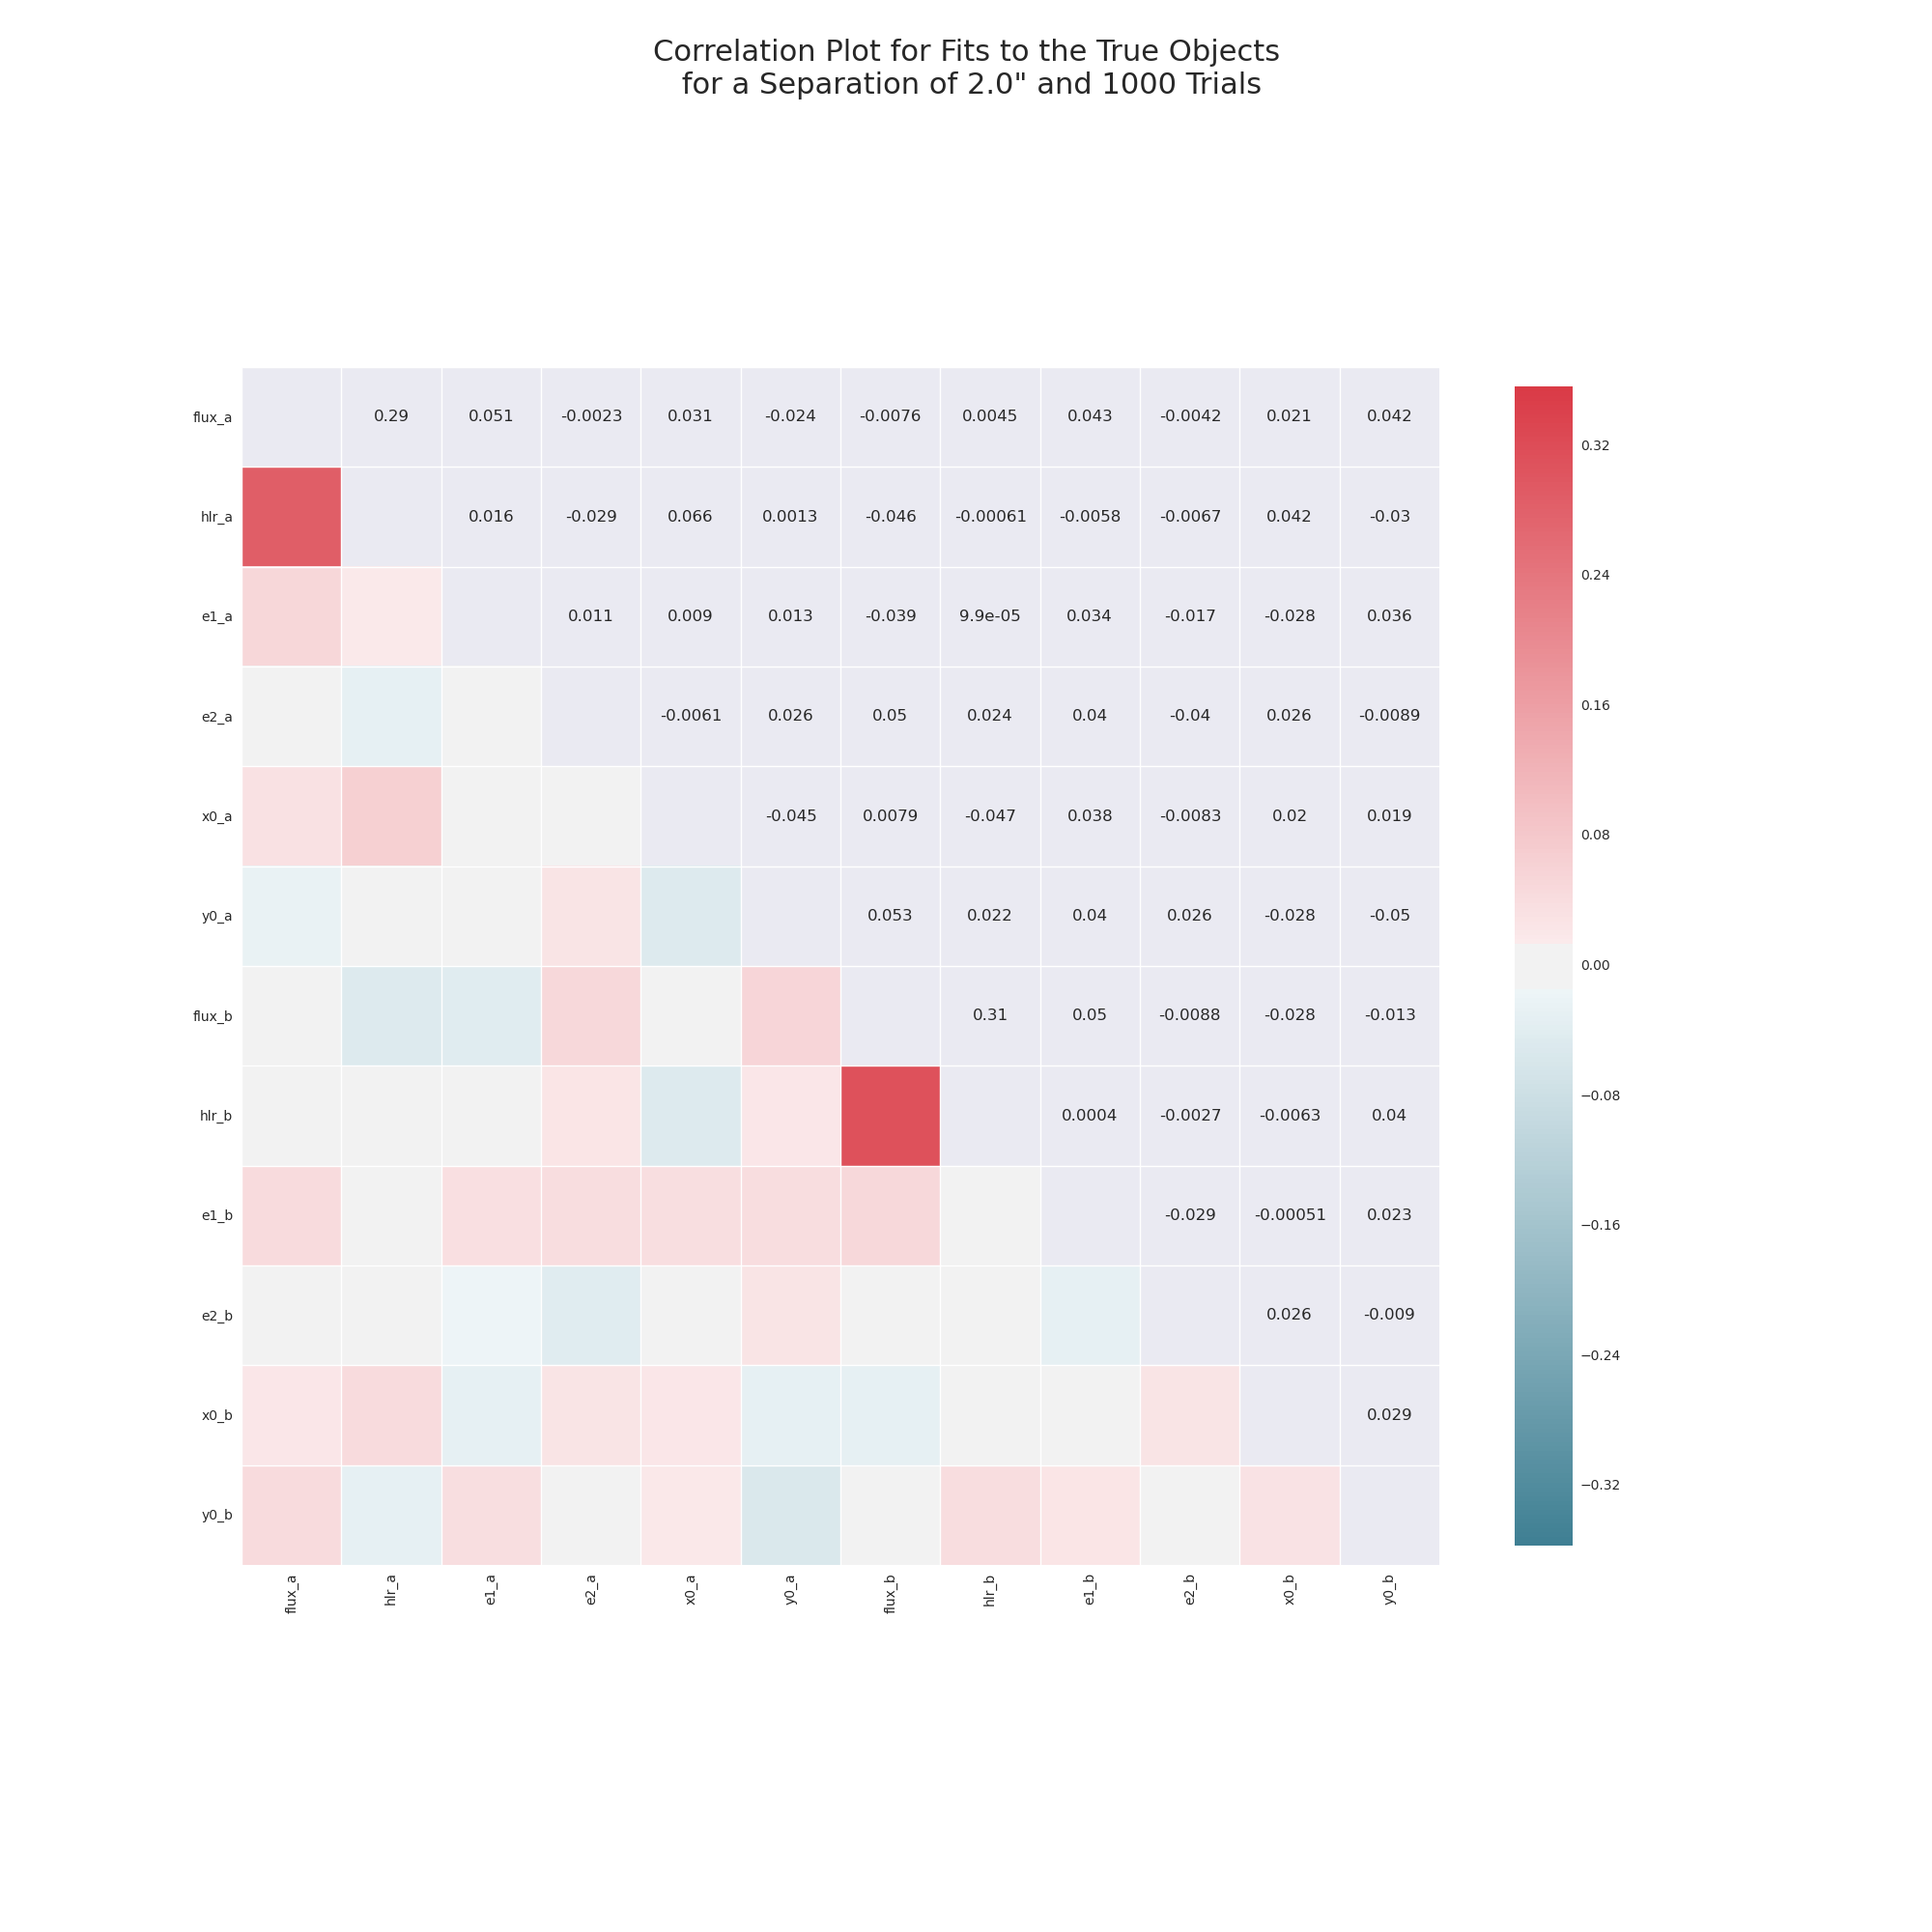 Correlation Plot for Fits to the True Objects
for a Separation of 2.0" and 1000 Trials
flux_a 0.29 0.051 -0.0023 0.031 -0.024 -0.0076 0.0045 0.043 -0.0042 0.021 0.042
hlr_a 0.016 -0.029 0.066 0.0013 -0.046 -0.00061 -0.0058 -0.0067 0.042 -0.03
e1_a 0.011 0.009 0.013 -0.039 9.9e-05 0.034 -0.017 -0.028 0.036
e2_a -0.0061 0.026 0.05 0.024 0.04 -0.04 0.026 -0.0089
x0_a -0.045 0.0079 -0.047 0.038 -0.0083 0.02 0.019
y0_a 0.053 0.022 0.04 0.026 -0.028 -0.05
flux_b 0.31 0.05 -0.0088 -0.028 -0.013
hlr_b 0.0004 -0.0027 -0.0063 0.04
e1_b -0.029 -0.00051 0.023
e2_b 0.026 -0.009
x0_b 0.029
y0_b
flux_a hlr_a e1_a e2_a x0_a y0_a flux_b hlr_b e1_b e2_b x0_b y0_b
0.32
0.24
0.16
0.08
0.00
−0.08
−0.16
−0.24
−0.32